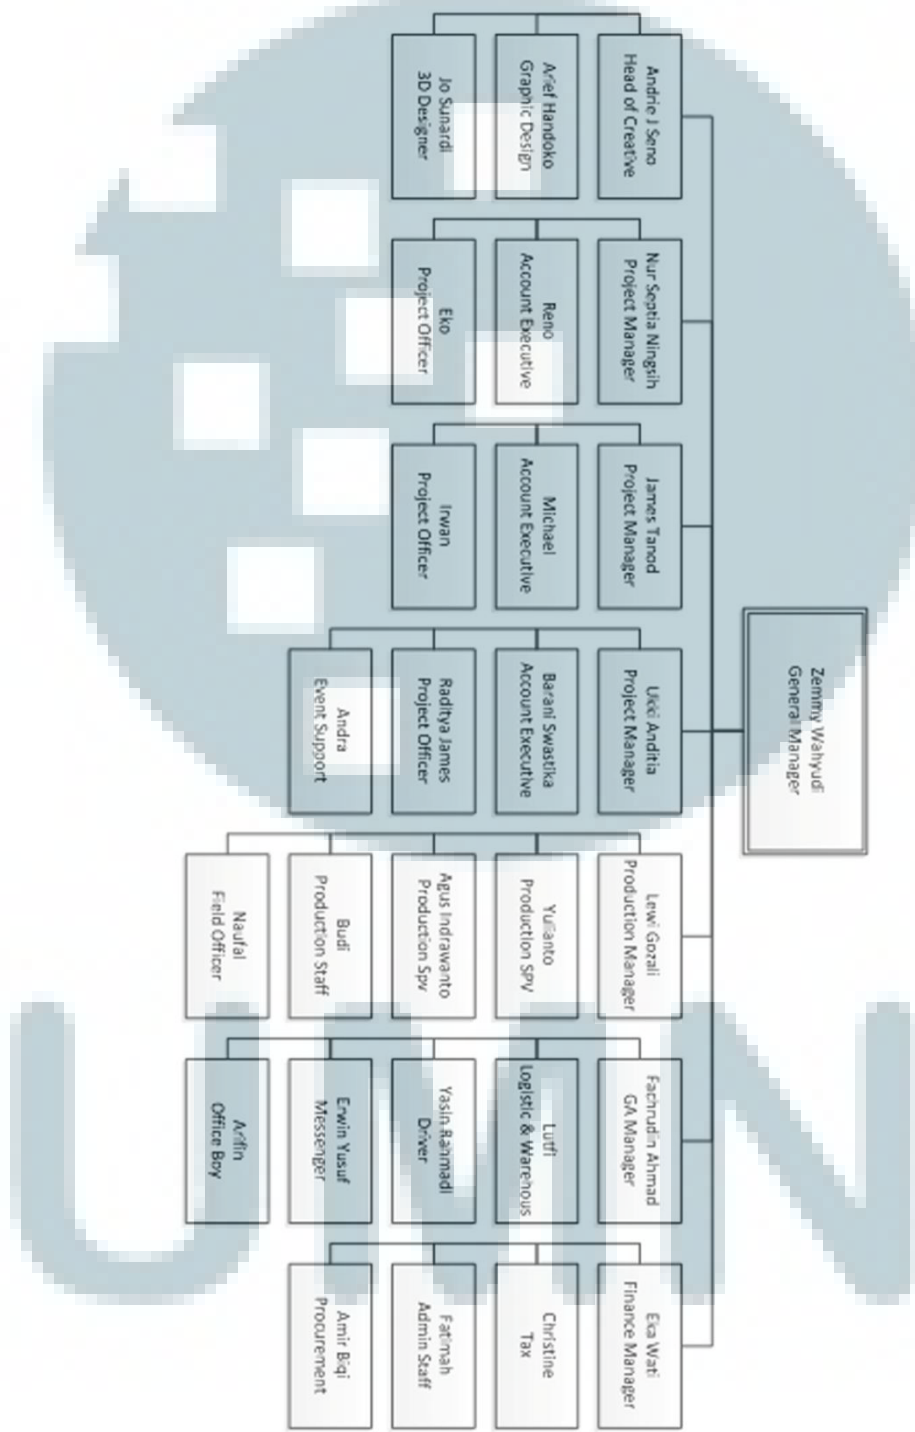 Zemmy Wahyudi
General Manager
Andrie J Seno
Head of Creative
Arief Handoko
Graphic Design
Jo Sunardi
3D Designer
Nur Septia Ningsih
Project Manager
Reno
Account Executive
Eko
Project Officer
James Tanod
Project Manager
Michael
Account Executive
Irwan
Project Officer
Ukki Anditia
Project Manager
Barani Swastika
Account Executive
Raditya James
Project Officer
Andra
Event Support
Lewi Gozali
Production Manager
Yulianto
Production SPV
Agus Indrawanto
Production Spv
Budi
Production Staff
Naufal
Field Officer
Fachrudin Ahmad
GA Manager
Lutfi
Logistic & Warehous
Yasin Rahmadi
Driver
Erwin Yusuf
Messenger
Arifin
Office Boy
Eka Wati
Finance Manager
Christine
Tax
Fatimah
Admin Staff
Amir Biqi
Procurement
UMN